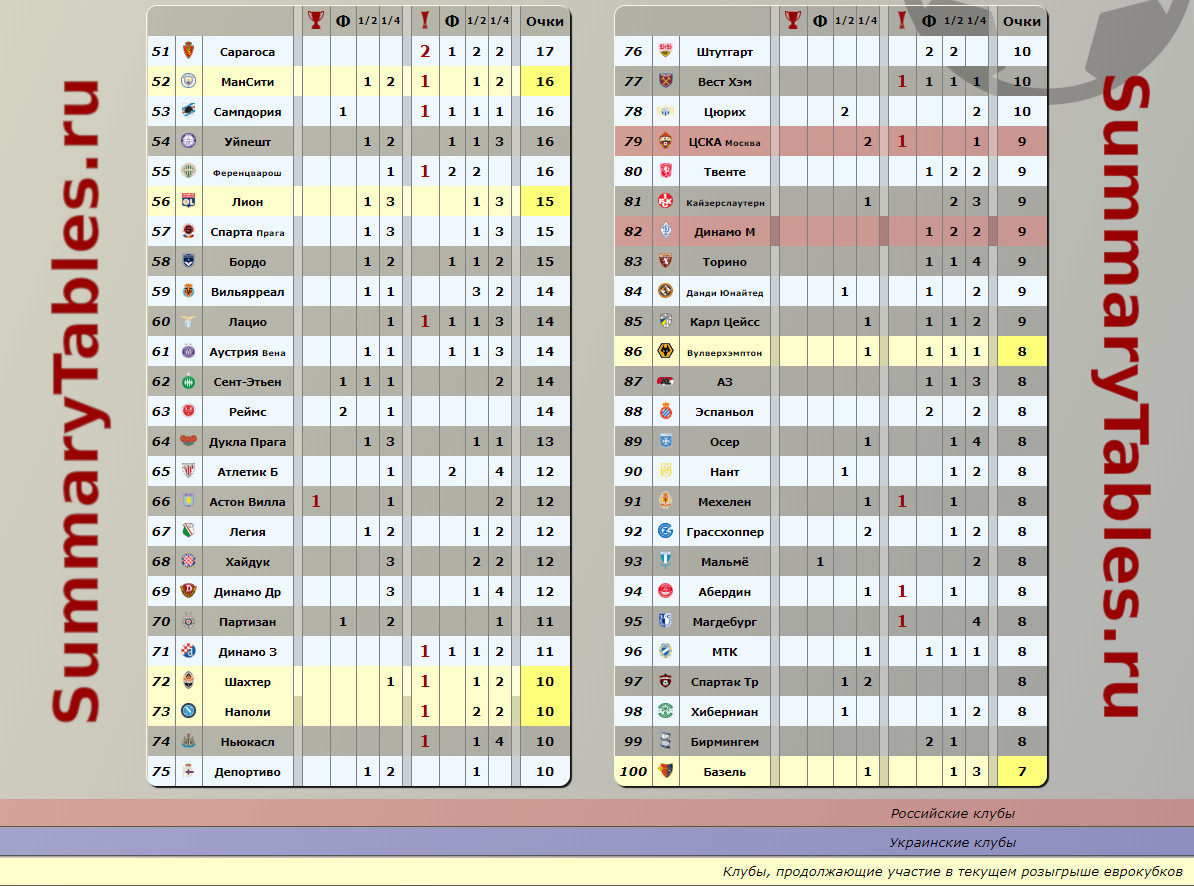 Ф 1/2 1/4 Ф 1/2 1/4 Очки
51 Сарагоса 2 1 2 2 17
52 МанСити 1 2 1 1 2 16
53 Сампдория 1 1 1 1 1 16
54 Уйпешт 1 2 1 1 3 16
55 Ференцварош 1 1 2 2 16
56 Лион 1 3 1 3 15
57 Спарта Прага 1 3 1 3 15
58 Бордо 1 2 1 1 2 15
59 Вильярреал 1 1 3 2 14
60 Лацио 1 1 1 1 3 14
61 Аустрия Вена 1 1 1 1 3 14
62 Сент-Этьен 1 1 1 2 14
63 Реймс 2 1 14
64 Дукла Прага 1 3 1 1 13
65 Атлетик Б 1 2 4 12
66 Астон Вилла 1 1 2 12
67 Легия 1 2 1 2 12
68 Хайдук 3 2 2 12
69 Динамо Др 3 1 4 12
70 Партизан 1 2 1 11
71 Динамо З 1 1 1 2 11
72 Шахтер 1 1 1 2 10
73 Наполи 1 2 2 10
74 Ньюкасл 1 1 4 10
75 Депортиво 1 2 1 10
Ф 1/2 1/4 Ф 1/2 1/4 Очки
76 Штутгарт 2 2 10
77 Вест Хэм 1 1 1 1 10
78 Цюрих 2 2 10
79 ЦСКА Москва 2 1 1 9
80 Твенте 1 2 2 9
81 Кайзерслаутерн 1 2 3 9
82 Динамо М 1 2 2 9
83 Торино 1 1 4 9
84 Данди Юнайтед 1 1 2 9
85 Карл Цейсс 1 1 1 2 9
86 Вулверхэмптон 1 1 1 1 8
87 АЗ 1 1 3 8
88 Эспаньол 2 2 8
89 Осер 1 1 4 8
90 Нант 1 1 2 8
91 Мехелен 1 1 1 8
92 Грассхоппер 2 1 2 8
93 Мальмё 1 2 8
94 Абердин 1 1 1 8
95 Магдебург 1 4 8
96 МТК 1 1 1 1 8
97 Спартак Тр 1 2 8
98 Хиберниан 1 1 2 8
99 Бирмингем 2 1 8
100 Базель 1 1 3 7
SummaryTables.ru
SummaryTables.ru
Российские клубы
Украинские клубы
Клубы, продолжающие участие в текущем розыгрыше еврокубков